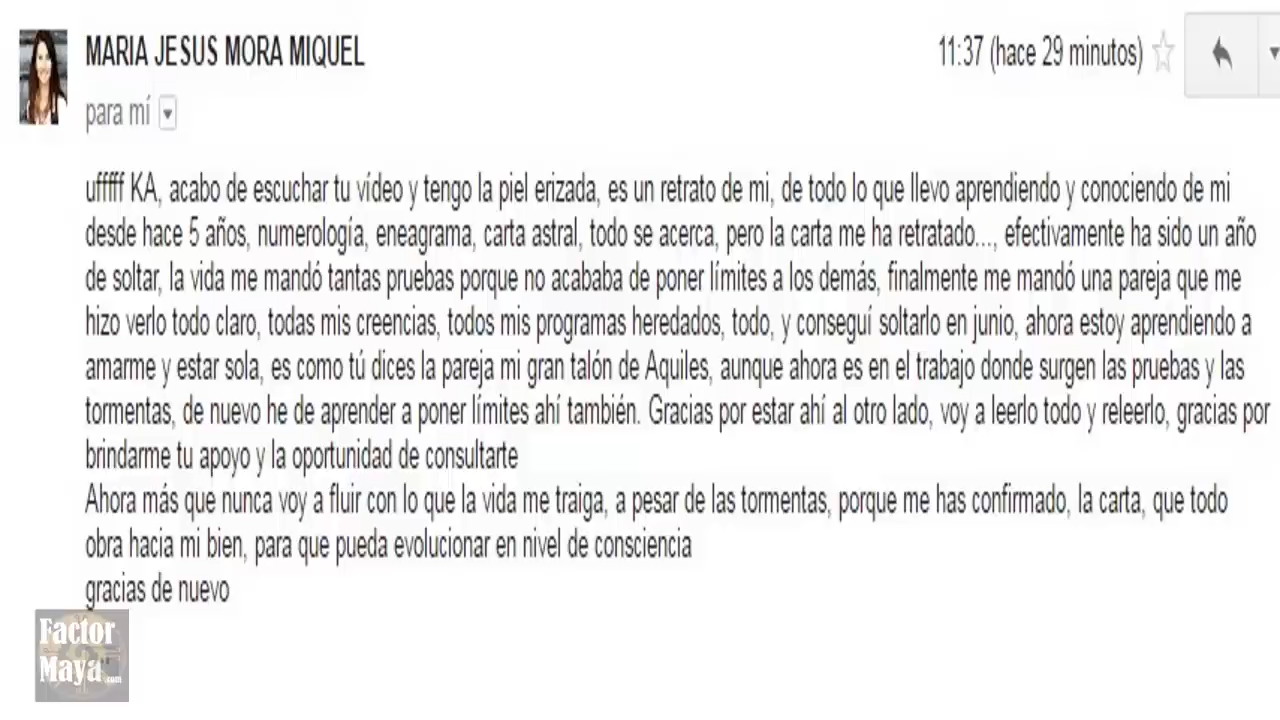 MARIA JESUS MORA MIQUEL
11:37 (hace 29 minutos)
para mí
ufffff KA, acabo de escuchar tu vídeo y tengo la piel erizada, es un retrato de mi, de todo lo que llevo aprendiendo y conociendo de mi
desde hace 5 años, numerología, eneagrama, carta astral, todo se acerca, pero la carta me ha retratado..., efectivamente ha sido un año
de soltar, la vida me mandó tantas pruebas porque no acababa de poner límites a los demás, finalmente me mandó una pareja que me
hizo verlo todo claro, todas mis creencias, todos mis programas heredados, todo, y conseguí soltarlo en junio, ahora estoy aprendiendo a
amarme y estar sola, es como tú dices la pareja mi gran talón de Aquiles, aunque ahora es en el trabajo donde surgen las pruebas y las
tormentas, de nuevo he de aprender a poner límites ahí también. Gracias por estar ahí al otro lado, voy a leerlo todo y releerlo, gracias por
brindarme tu apoyo y la oportunidad de consultarte
Ahora más que nunca voy a fluir con lo que la vida me traiga, a pesar de las tormentas, porque me has confirmado, la carta, que todo
obra hacia mi bien, para que pueda evolucionar en nivel de consciencia
gracias de nuevo
Factor
Maya.com